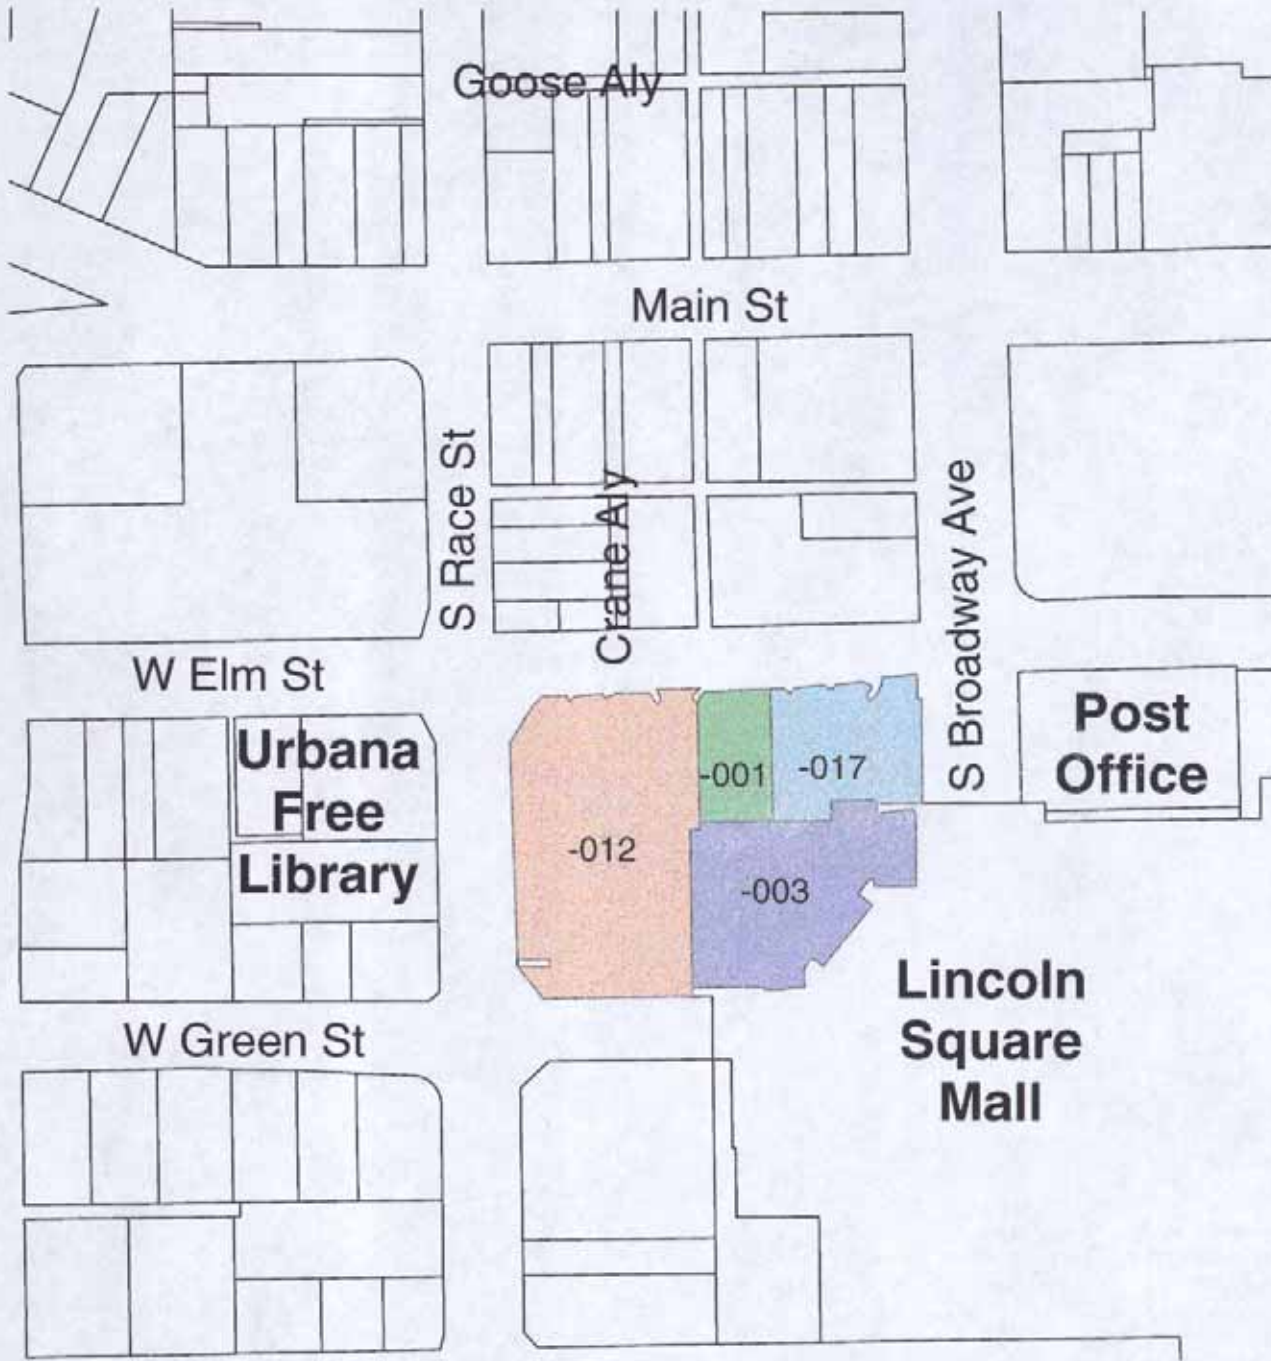 Goose Aly
Main St
S Race St
Crane Aly
S Broadway Ave
W Elm St
Urbana
Free
Library
-012
-001
-017
-003
Post
Office
Lincoln
Square
Mall
W Green St